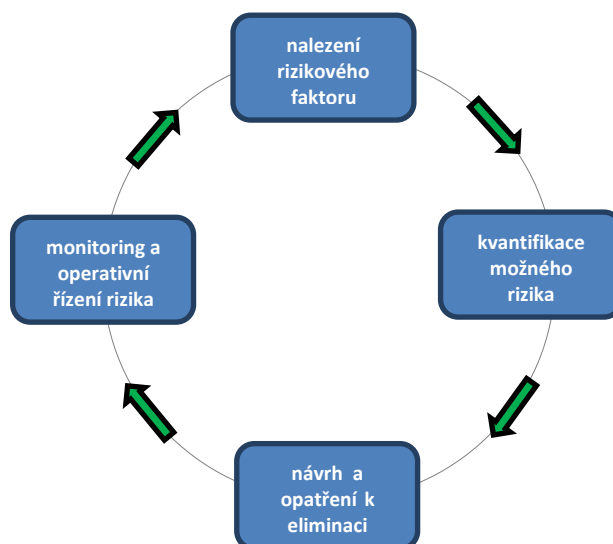 nalezení
rizikového
faktoru
kvantifikace
možného
rizika
návrh  a
opatření k
eliminaci
monitoring a
operativní
řízení rizika